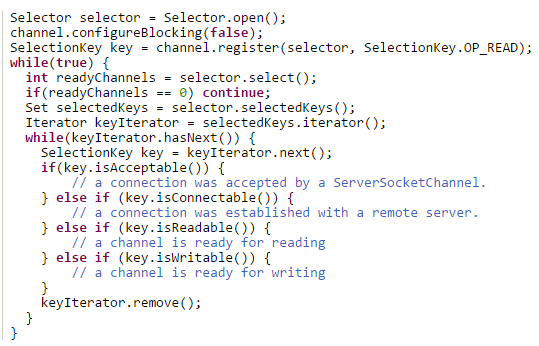 Selector selector = Selector.open();
channel.configureBlocking(false);
SelectionKey key = channel.register(selector, SelectionKey.OP_READ);
while(true) {
  int readyChannels = selector.select();
  if(readyChannels == 0) continue;
  Set selectedKeys = selector.selectedKeys();
  Iterator keyIterator = selectedKeys.iterator();
  while(keyIterator.hasNext()) {
    SelectionKey key = keyIterator.next();
    if(key.isAcceptable()) {
        // a connection was accepted by a ServerSocketChannel.
    } else if (key.isConnectable()) {
        // a connection was established with a remote server.
    } else if (key.isReadable()) {
        // a channel is ready for reading
    } else if (key.isWritable()) {
        // a channel is ready for writing
    }
    keyIterator.remove();
  }
}